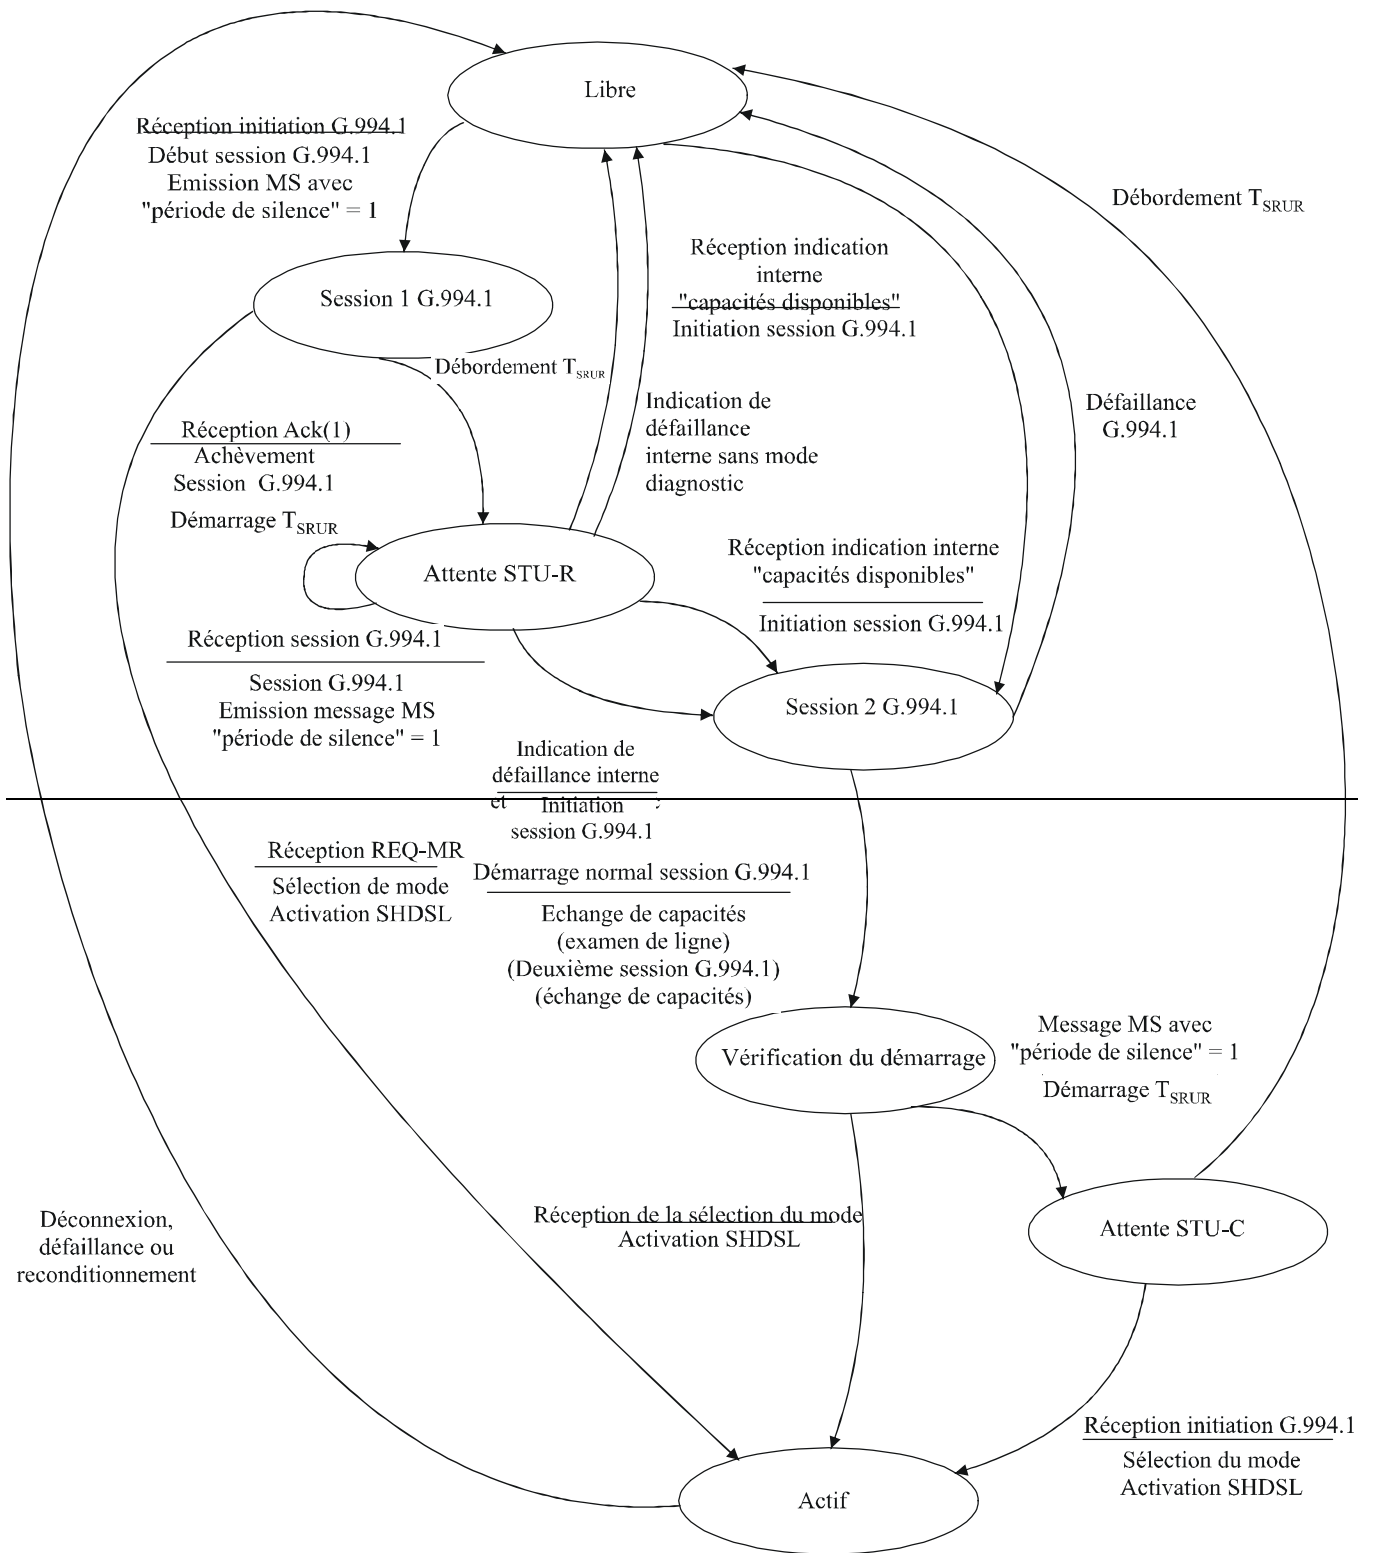 Libre
Réception initiation G.994.1
Début session G.994.1
Emission MS avec
"période de silence" = 1
Débordement TSRUR
Réception indication
interne
"capacités disponibles"
Initiation session G.994.1
Session 1 G.994.1
Débordement TSRUR
Indication de
défaillance
interne sans mode
diagnostic
Défaillance
G.994.1
Réception Ack(1)
Achèvement
Session G.994.1
Démarrage TSRUR
Attente STU-R
Réception indication interne
"capacités disponibles"
Initiation session G.994.1
Réception session G.994.1
Session G.994.1
Emission message MS
"période de silence" = 1
Session 2 G.994.1
Indication de
défaillance interne
et Initiation
session G.994.1
Réception REQ-MR
Sélection de mode
Activation SHDSL
Démarrage normal session G.994.1
Echange de capacités
(examen de ligne)
(Deuxième session G.994.1)
(échange de capacités)
Vérification du démarrage
Message MS avec
"période de silence" = 1
Démarrage TSRUR
Déconnexion,
défaillance ou
reconditionnement
Réception de la sélection du mode
Activation SHDSL
Attente STU-C
Réception initiation G.994.1
Sélection du mode
Activation SHDSL
Actif